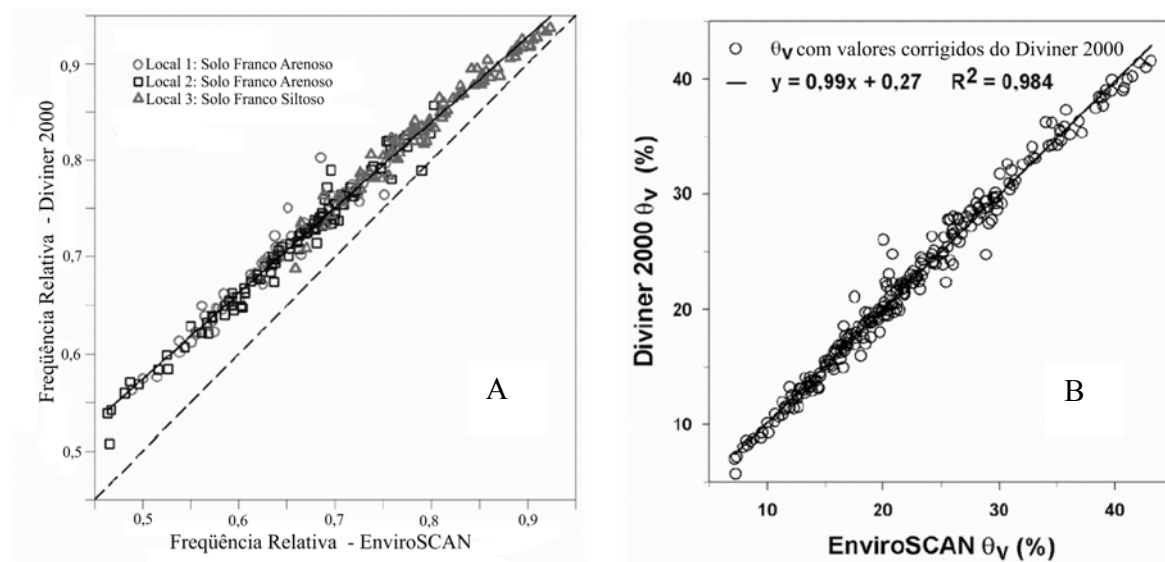 Local 1: Solo Franco Arenoso
Local 2: Solo Franco Arenoso
Local 3: Solo Franco Siltoso
Freqüência Relativa - Diviner 2000
0,9
0,8
0,7
0,6
0,5
A
0,5 0,6 0,7 0,8 0,9
Freqüência Relativa - EnviroSCAN
θv com valores corrigidos do Diviner 2000
y = 0,99x + 0,27 R² = 0,984
Diviner 2000 θv (%)
40
30
20
10
B
10 20 30 40
EnviroSCAN θv (%)